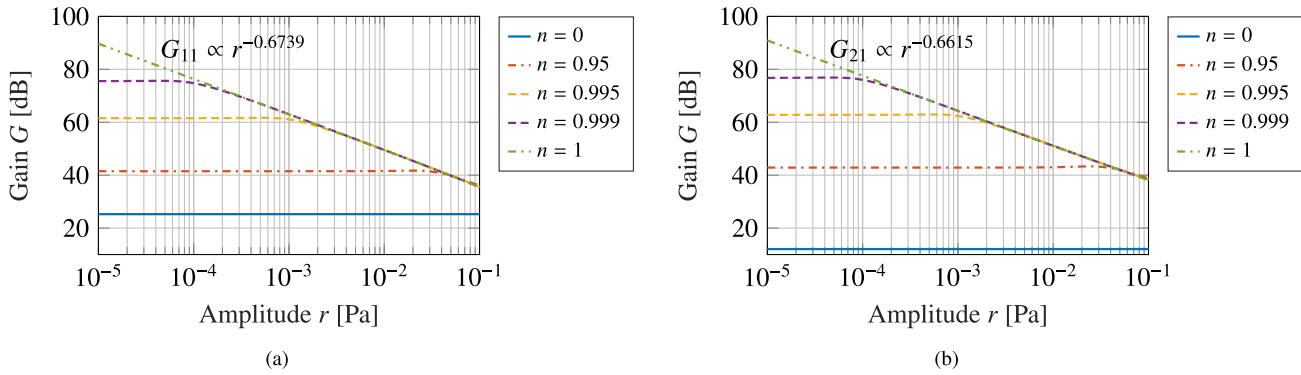 100
80
60
40
20
Gain G [dB]
G₁₁ ∝ r⁻⁰·⁶⁷³⁹
10⁻⁵ 10⁻⁴ 10⁻³ 10⁻² 10⁻¹
Amplitude r [Pa]
n = 0
n = 0.95
n = 0.995
n = 0.999
n = 1
(a)
100
80
60
40
20
Gain G [dB]
G₂₁ ∝ r⁻⁰·⁶⁶¹⁵
10⁻⁵ 10⁻⁴ 10⁻³ 10⁻² 10⁻¹
Amplitude r [Pa]
n = 0
n = 0.95
n = 0.995
n = 0.999
n = 1
(b)